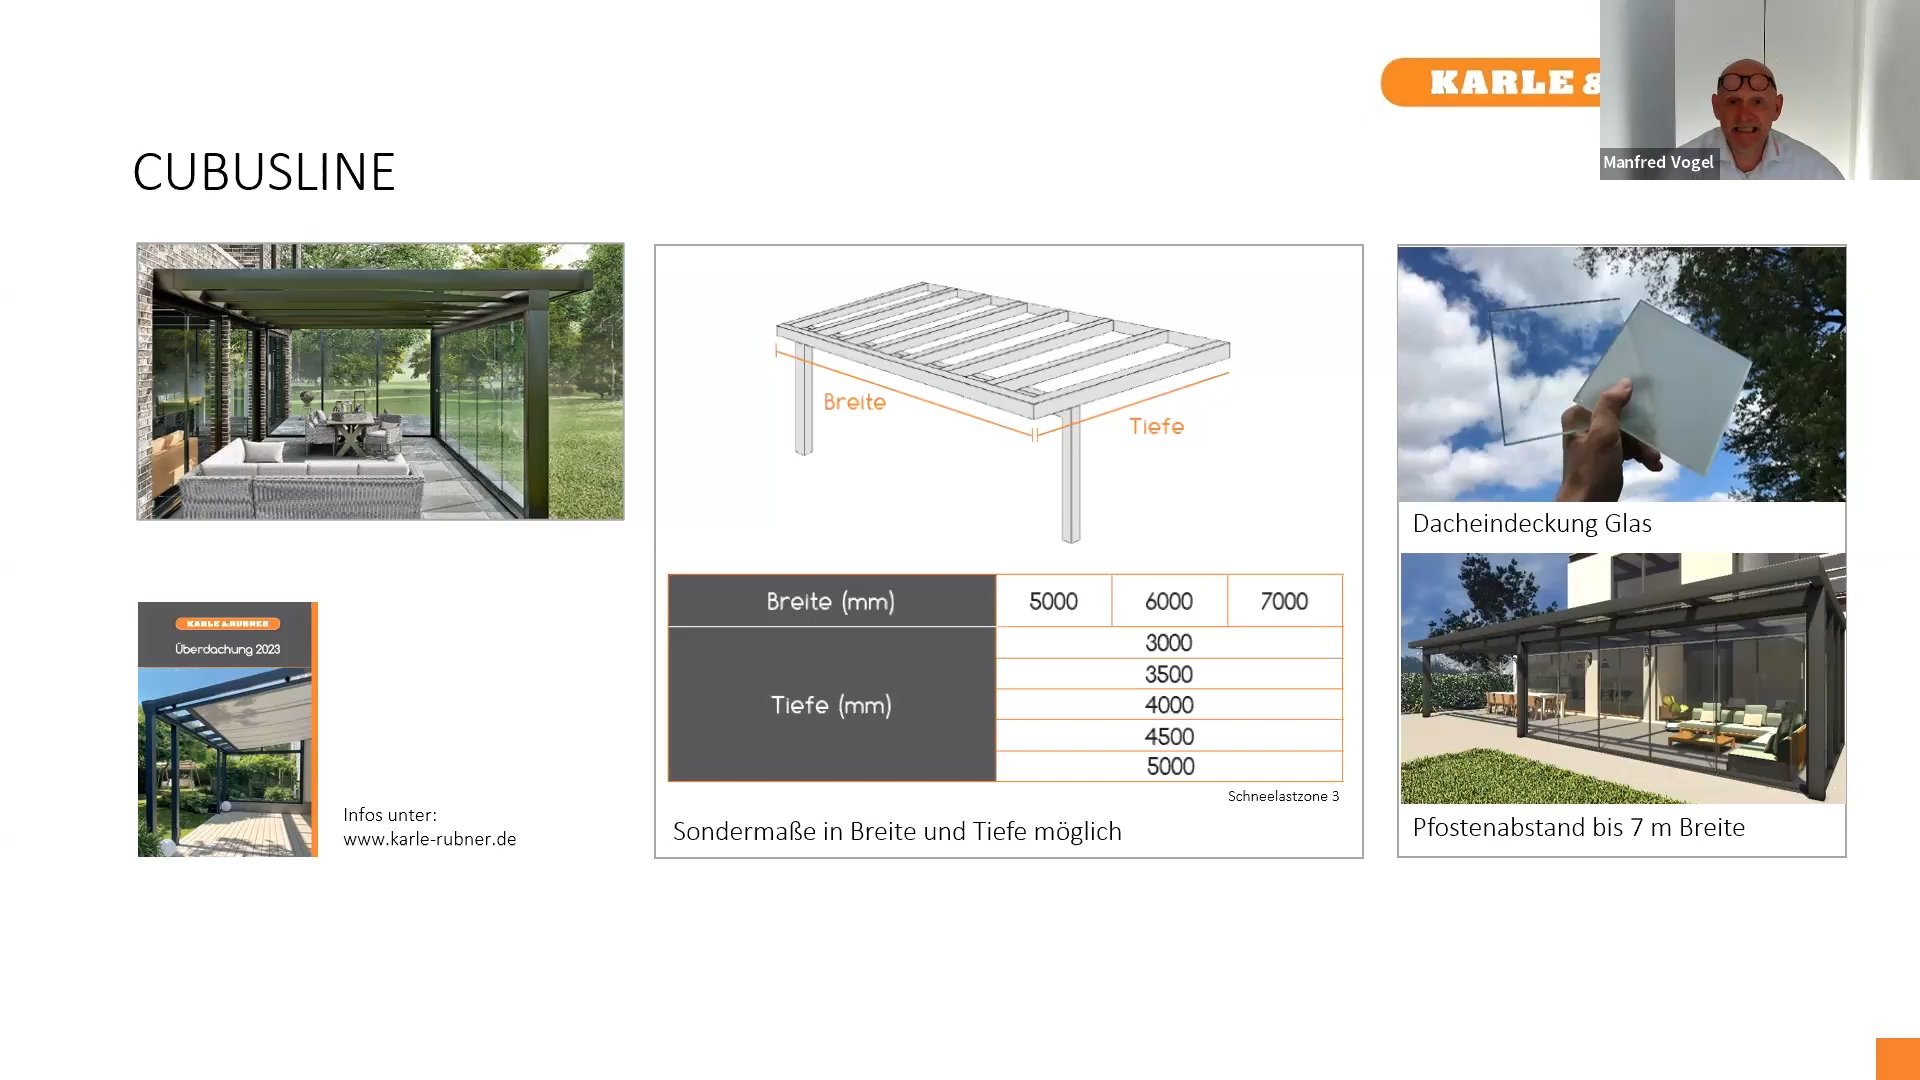 KARLE &
Manfred Vogel
CUBUSLINE
Breite
Tiefe
Breite (mm) 5000 6000 7000
Tiefe (mm)
3000
3500
4000
4500
5000
Schneelastzone 3
Sondermaße in Breite und Tiefe möglich
Dacheindeckung Glas
Pfostenabstand bis 7 m Breite
KARLE & RUBNER
Überdachung 2023
Infos unter:
www.karle-rubner.de